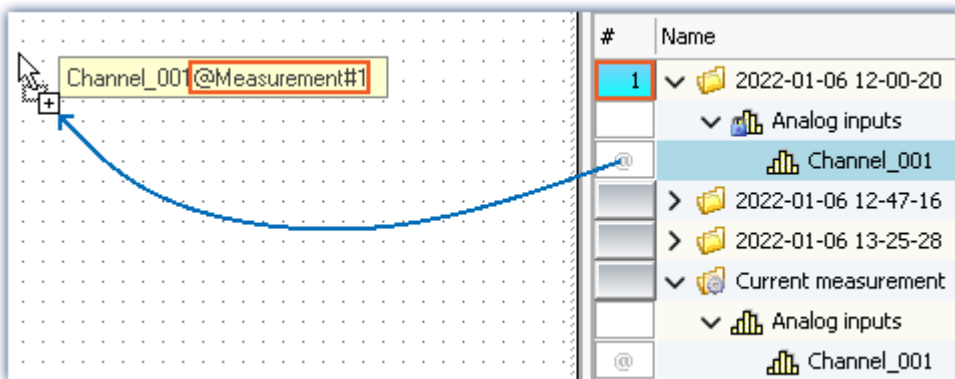 Channel_001@Measurement#1
# Name
1 2022-01-06 12-00-20
Analog inputs
@ Channel_001
2022-01-06 12-47-16
2022-01-06 13-25-28
Current measurement
Analog inputs
@ Channel_001